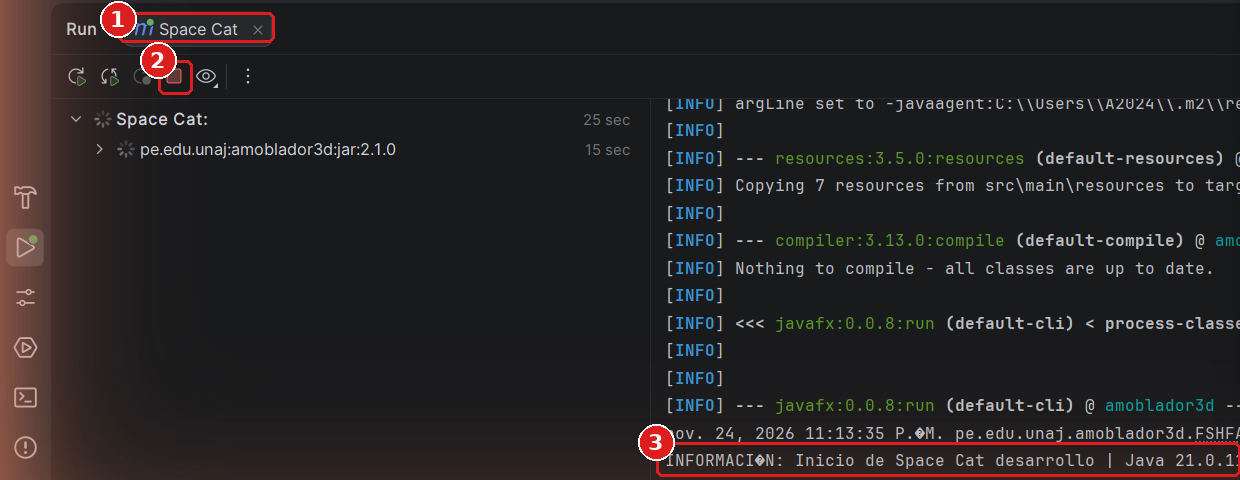 Run
1
Space Cat
2
Space Cat:
25 sec
pe.edu.unaj:amoblador3d:jar:2.1.0
15 sec
[INFO] argLine set to -javaagent:C:\\Users\\A2024\\.m2\\re
[INFO]
[INFO] --- resources:3.5.0:resources (default-resources) @
[INFO] Copying 7 resources from src\main\resources to targ
[INFO]
[INFO] --- compiler:3.13.0:compile (default-compile) @ amo
[INFO] Nothing to compile - all classes are up to date.
[INFO]
[INFO] <<< javafx:0.0.8:run (default-cli) < process-classe
[INFO]
[INFO]
[INFO] --- javafx:0.0.8:run (default-cli) @ amoblador3d --
nov. 24, 2026 11:13:35 P.�M. pe.edu.unaj.amoblador3d.FSHFA
3
INFORMACI�N: Inicio de Space Cat desarrollo | Java 21.0.11